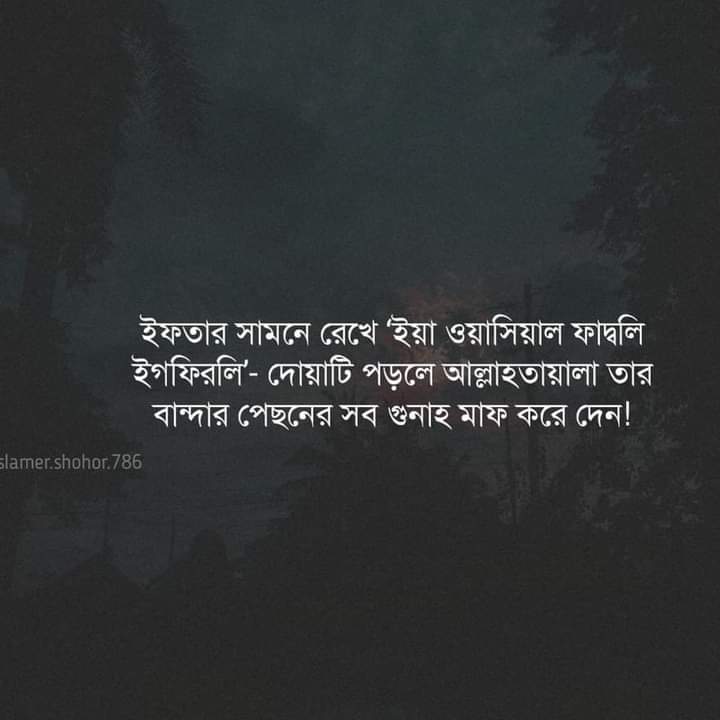 ইফতার সামনে রেখে ‘ইয়া ওয়াসিয়াল ফাদ্বলি
ইগফিরলি’- দোয়াটি পড়লে আল্লাহতায়ালা তার
বান্দার পেছনের সব গুনাহ মাফ করে দেন!
slamer.shohor.786